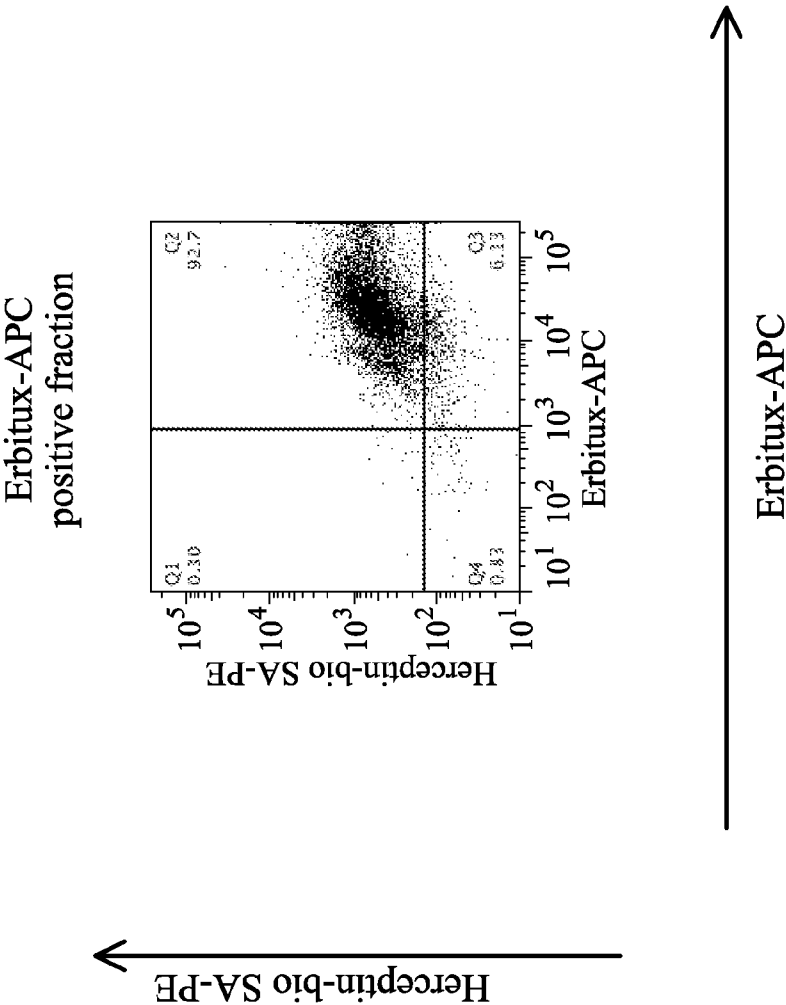 Erbitux-APC
positive fraction
Q1
0.30
Q2
92.7
Q4
0.83
Q3
6.13
10^5
10^4
10^3
10^2
10^1
Herceptin-bio SA-PE
10^1
10^2
10^3
10^4
10^5
Erbitux-APC
Herceptin-bio SA-PE
Erbitux-APC